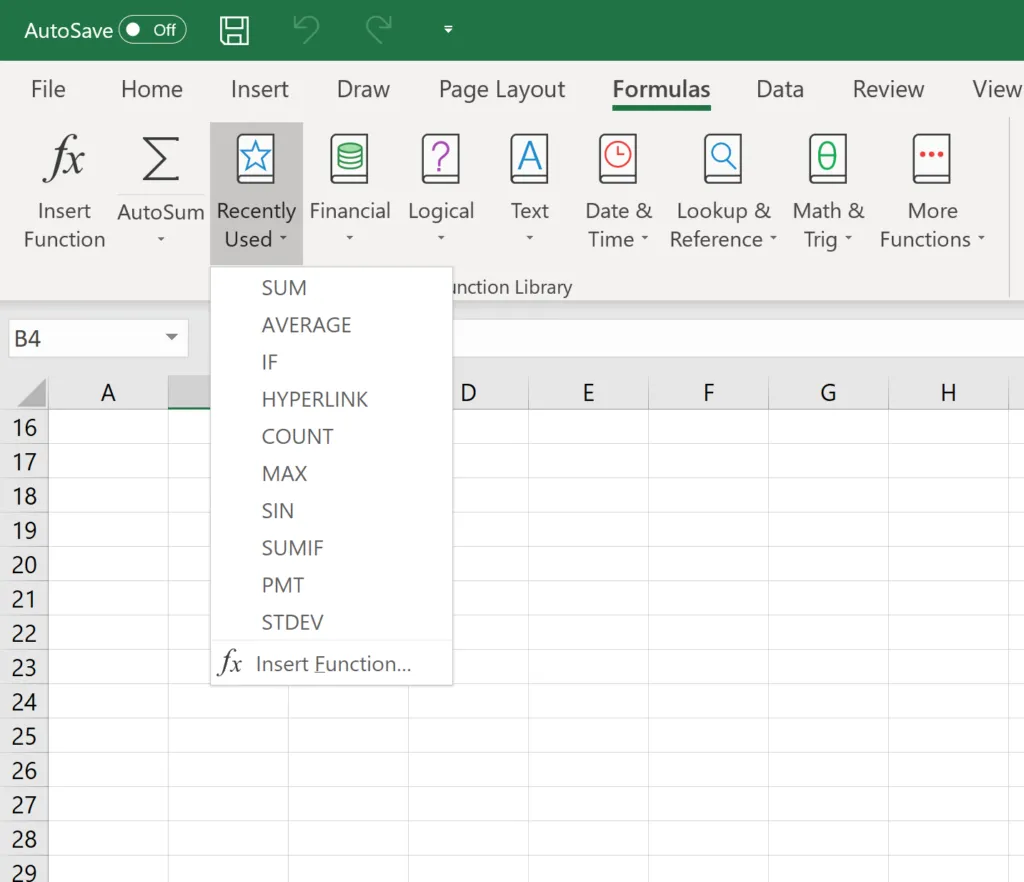 AutoSave Off
File Home Insert Draw Page Layout Formulas Data Review View
fx Σ ? A θ
Insert Function
AutoSum
Recently Used
Financial
Logical
Text
Date & Time
Lookup & Reference
Math & Trig
More Functions
SUM
unction Library
AVERAGE
B4
IF
A D E F G H
HYPERLINK
16
COUNT
17
MAX
18
SIN
19
SUMIF
20
PMT
21
STDEV
22
fx Insert Function...
23
24
25
26
27
28
29